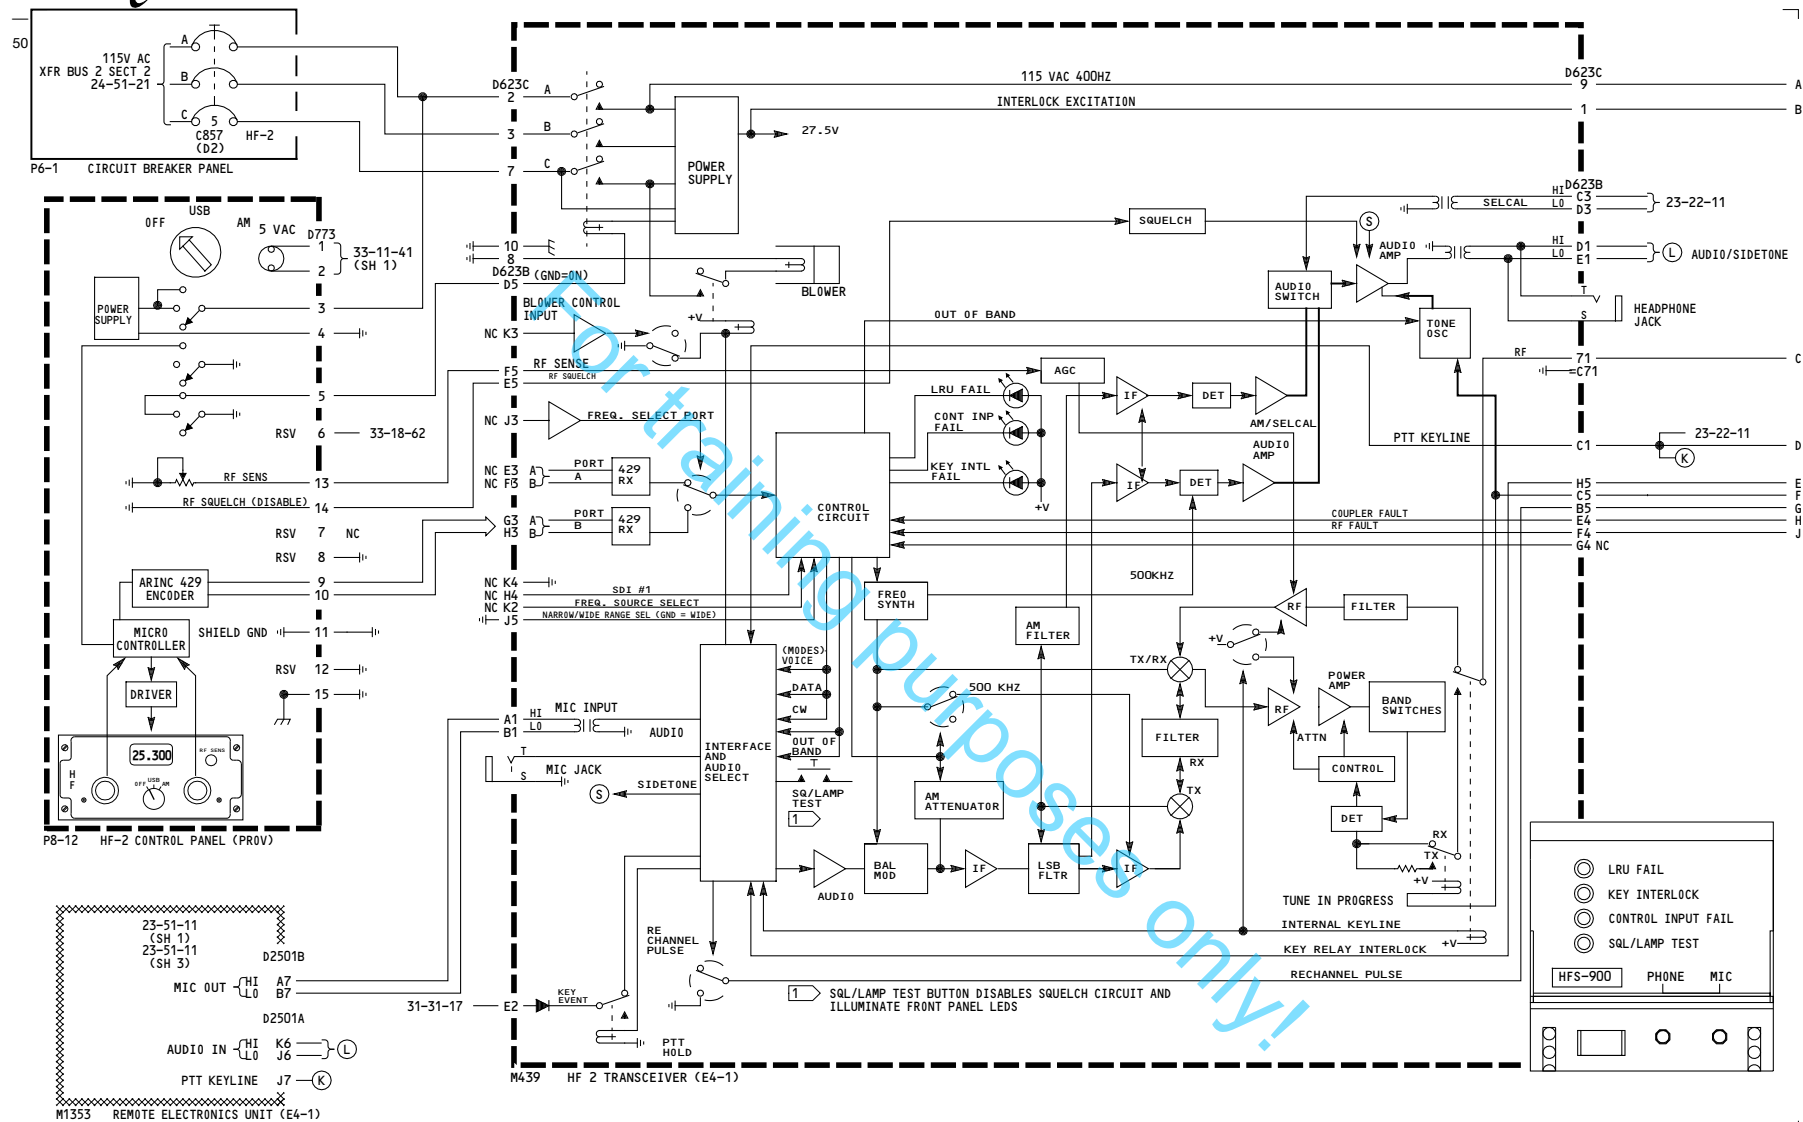 50
115V AC
XFR BUS 2 SECT 2
24-51-21
A
B
C
5
C857
(D2)
HF-2
P6-1 CIRCUIT BREAKER PANEL
USB
OFF
AM
5 VAC
D773
1
2
33-11-41
(SH 1)
POWER
SUPPLY
3
4
5
RSV 6 33-18-62
RF SENS 13
RF SQUELCH (DISABLE) 14
RSV 7 NC
RSV 8
ARINC 429
ENCODER
9
10
MICRO
CONTROLLER
SHIELD GND 11
RSV 12
DRIVER
15
25.300
RF SENS
H
F
USB
OFF AM
P8-12 HF-2 CONTROL PANEL (PROV)
23-51-11
(SH 1)
23-51-11
(SH 3)
D2501B
MIC OUT
HI A7
LO B7
D2501A
AUDIO IN
HI K6
LO J6
L
PTT KEYLINE J7 K
M1353 REMOTE ELECTRONICS UNIT (E4-1)
D623C
2 A
3 B
7 C
POWER
SUPPLY
115 VAC 400HZ
INTERLOCK EXCITATION
27.5V
D623C
9
1
A
B
10
8
D623B
D5
(GND=ON)
BLOWER CONTROL
INPUT
NC K3
BLOWER
+V
F5 RF SENSE
E5 RF SQUELCH
NC J3 FREQ. SELECT PORT
NC E3 A
NC F3 B
PORT
A
429
RX
G3 A
H3 B
PORT
B
429
RX
NC K4
NC H4 SDI #1
NC K2 FREQ. SOURCE SELECT
J5 NARROW/WIDE RANGE SEL (GND = WIDE)
A1 HI MIC INPUT
B1 LO
AUDIO
T
S
MIC JACK
S SIDETONE
INTERFACE
AND
AUDIO
SELECT
(MODES)
VOICE
DATA
CW
OUT OF
BAND
T
SQ/LAMP
TEST
1
CONTROL
CIRCUIT
FREQ
SYNTH
SQUELCH
OUT OF BAND
AGC
LRU FAIL
CONT INP
FAIL
KEY INTL
FAIL
+V
IF
DET
AM/SELCAL
AUDIO
AMP
IF
DET
S
AUDIO
AMP
AUDIO
SWITCH
TONE
OSC
D623B
HI C3
LO D3
SELCAL
23-22-11
HI D1
LO E1
L AUDIO/SIDETONE
T
S
HEADPHONE
JACK
RF 71
C71
C
PTT KEYLINE C1
23-22-11
K
D
H5 E
C5 F
B5 G
COUPLER FAULT E4 H
RF FAULT F4 J
G4 NC
500KHZ
AM
FILTER
RF
FILTER
+V
TX/RX
500 KHZ
RF
POWER
AMP
BAND
SWITCHES
ATTN
FILTER
RX
CONTROL
TX
DET
AM
ATTENUATOR
AUDIO
BAL
MOD
IF
LSB
FLTR
IF
RX
TX
+V
TUNE IN PROGRESS
INTERNAL KEYLINE
+V
KEY RELAY INTERLOCK
RECHANNEL PULSE
RE
CHANNEL
PULSE
31-31-17 E2
KEY
EVENT
PTT
HOLD
1 SQL/LAMP TEST BUTTON DISABLES SQUELCH CIRCUIT AND
ILLUMINATE FRONT PANEL LEDS
M439 HF 2 TRANSCEIVER (E4-1)
LRU FAIL
KEY INTERLOCK
CONTROL INPUT FAIL
SQL/LAMP TEST
HFS-900 PHONE MIC
For training purposes only!